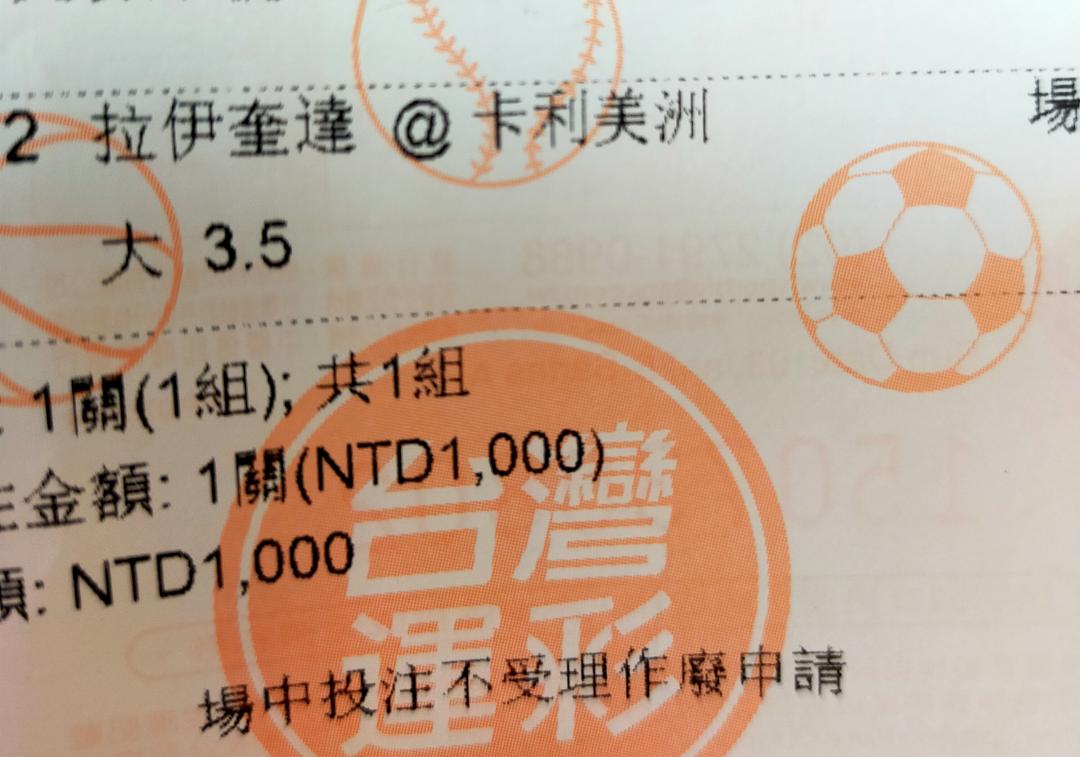 2 拉伊奎達 @ 卡利美洲 場
大 3.5
1關(1組); 共1組
金額: 1關(NTD1,000)
額: NTD1,000
台灣
運彩
場中投注不受理作廢申請